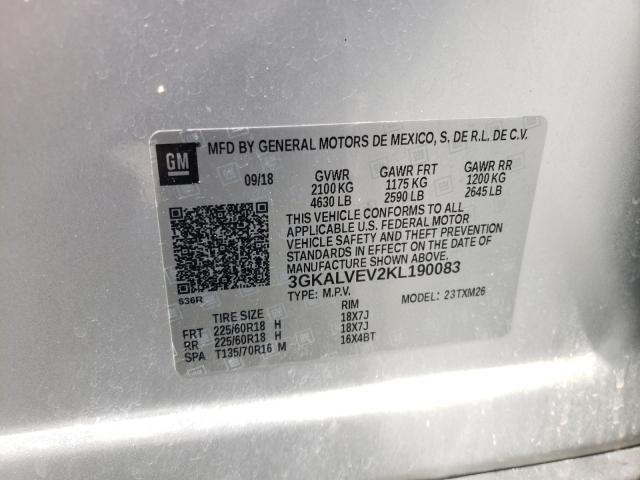 MFD BY GENERAL MOTORS DE MEXICO, S. DE R.L. DE C.V.
GM
09/18 GVWR GAWR FRT GAWR RR
2100 KG 1175 KG 1200 KG
4630 LB 2590 LB 2645 LB
THIS VEHICLE CONFORMS TO ALL
APPLICABLE U.S. FEDERAL MOTOR
VEHICLE SAFETY AND THEFT PREVENTION
STANDARDS IN EFFECT ON THE DATE OF
MANUFACTURE SHOWN ABOVE.
3GKALVEV2KL190083
S36R
TYPE: M.P.V. MODEL: 23TXM26
TIRE SIZE RIM
FRT 225/60R18 H 18X7J
RR 225/60R18 H 18X7J
SPA T135/70R16 M 16X4BT